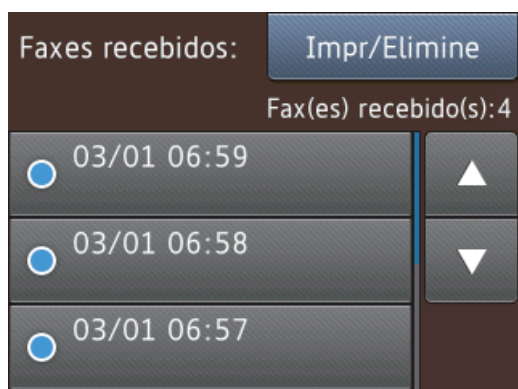 Faxes recebidos:
Impr/Elimine
Fax(es) recebido(s):4
03/01 06:59
03/01 06:58
03/01 06:57